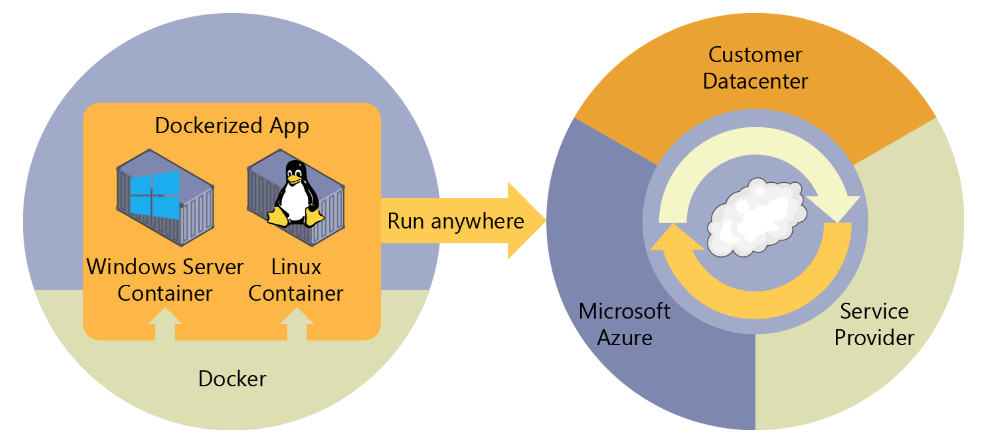 Dockerized App
Windows Server
Container
Linux
Container
Docker
Run anywhere
Customer
Datacenter
Microsoft
Azure
Service
Provider